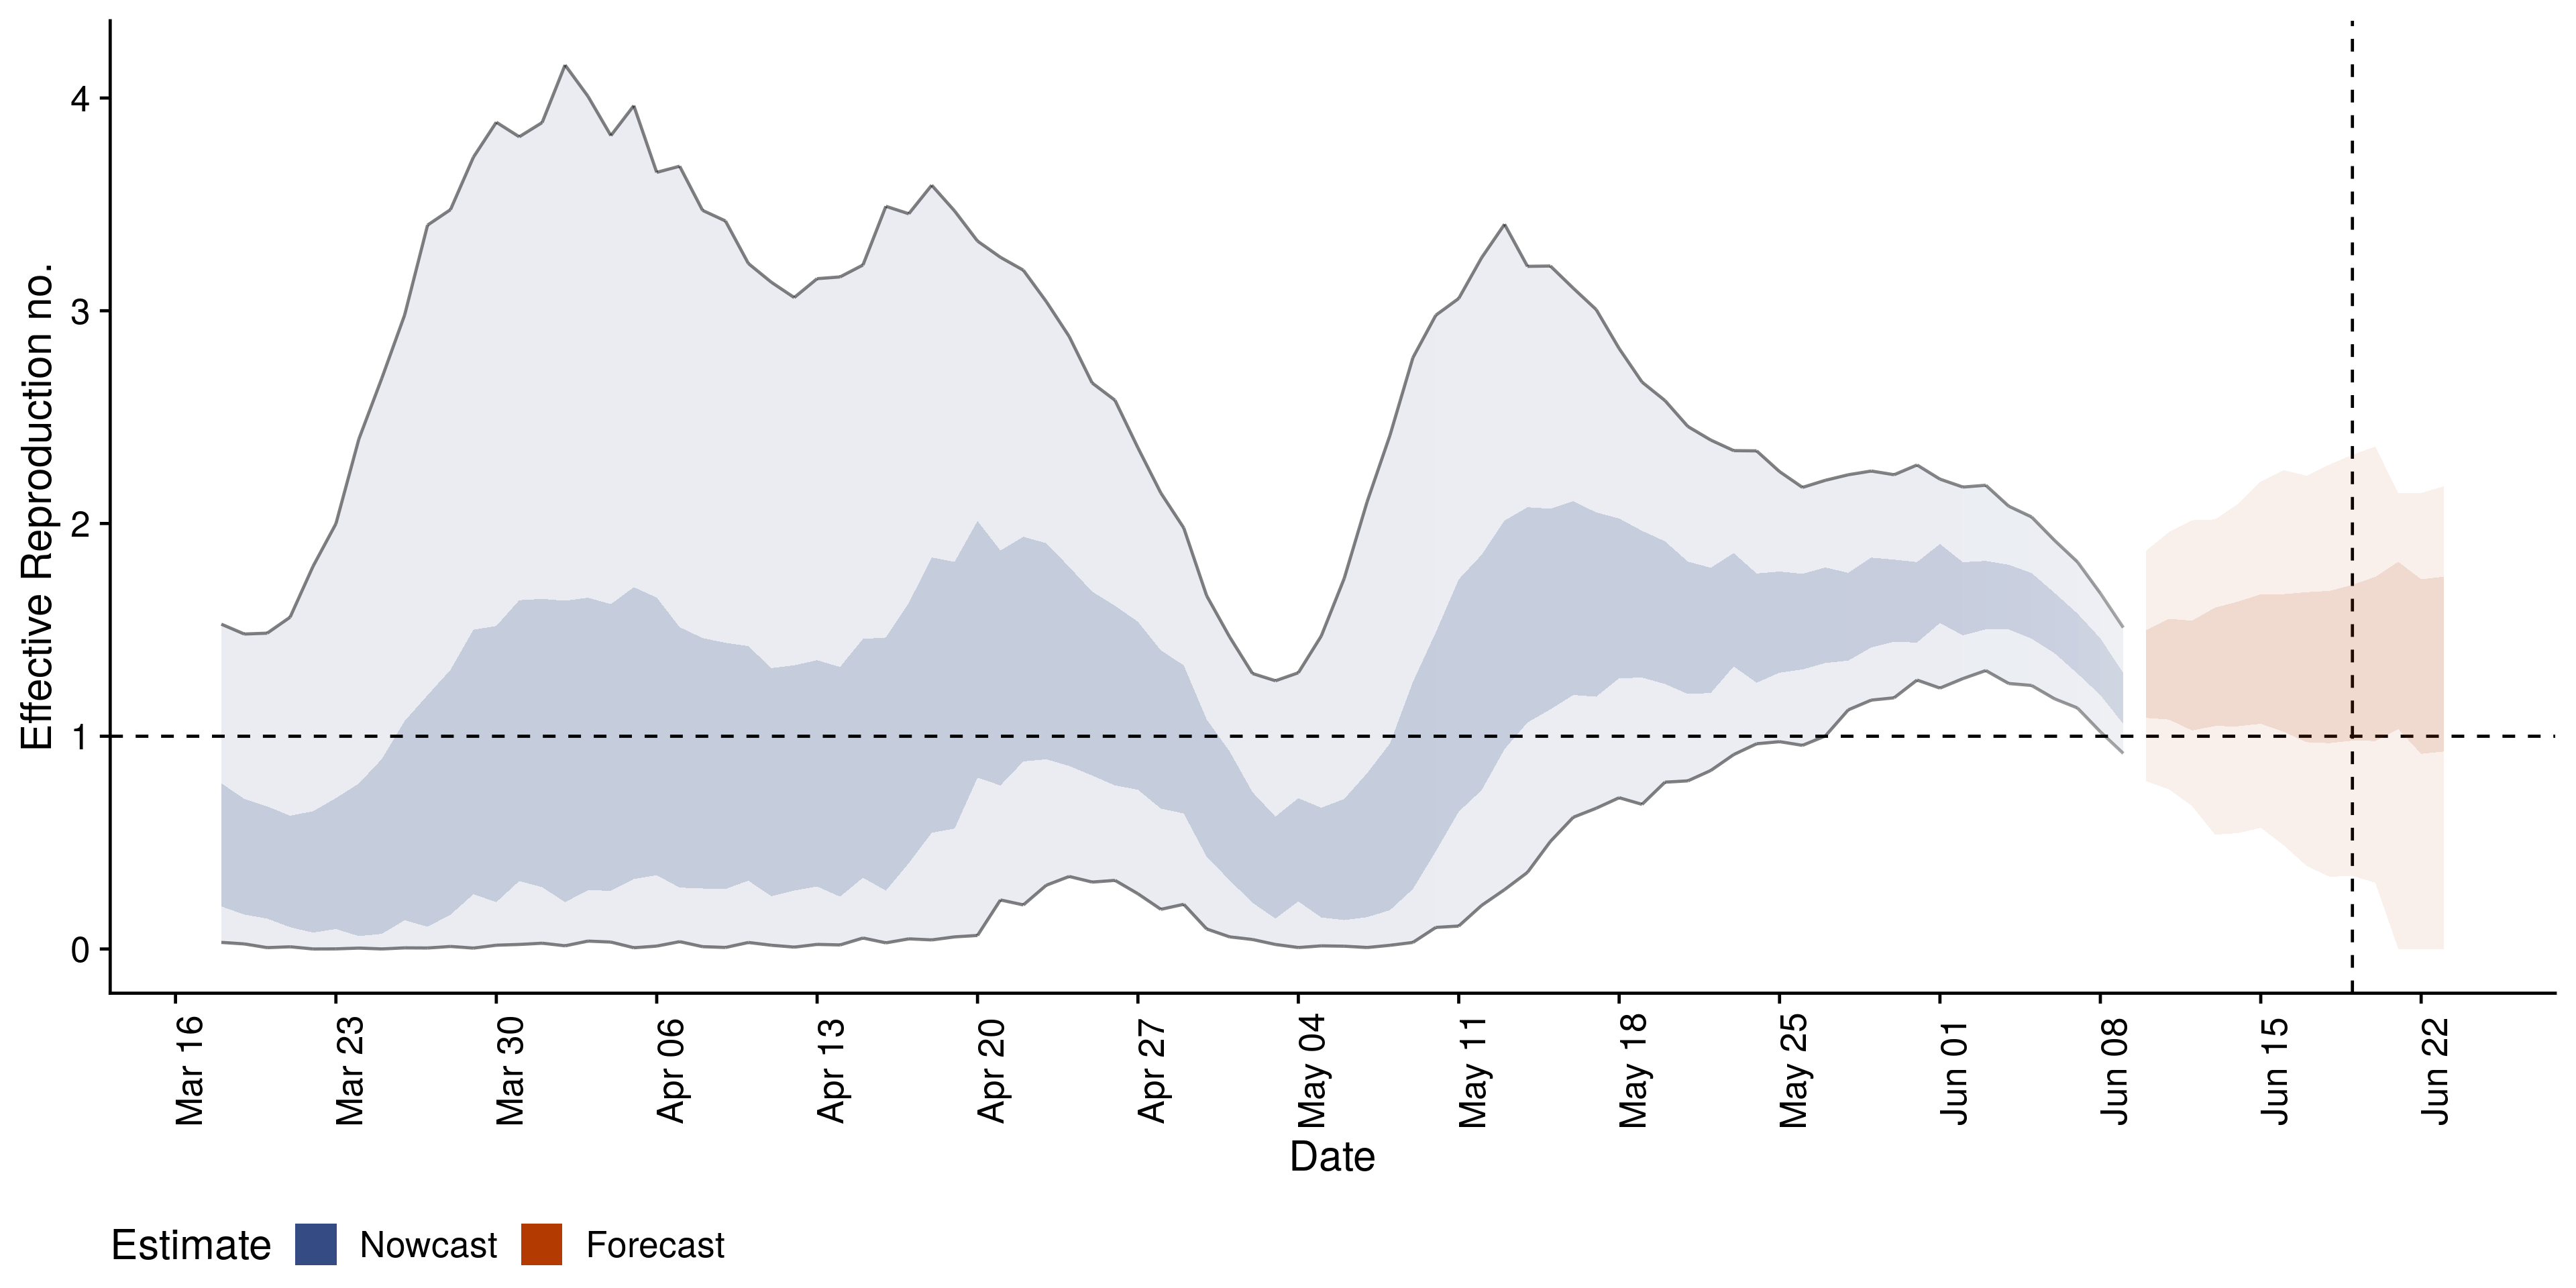 Effective Reproduction no.
4
3
2
1
0
Mar 16
Mar 23
Mar 30
Apr 06
Apr 13
Apr 20
Apr 27
May 04
May 11
May 18
May 25
Jun 01
Jun 08
Jun 15
Jun 22
Date
Estimate Nowcast Forecast